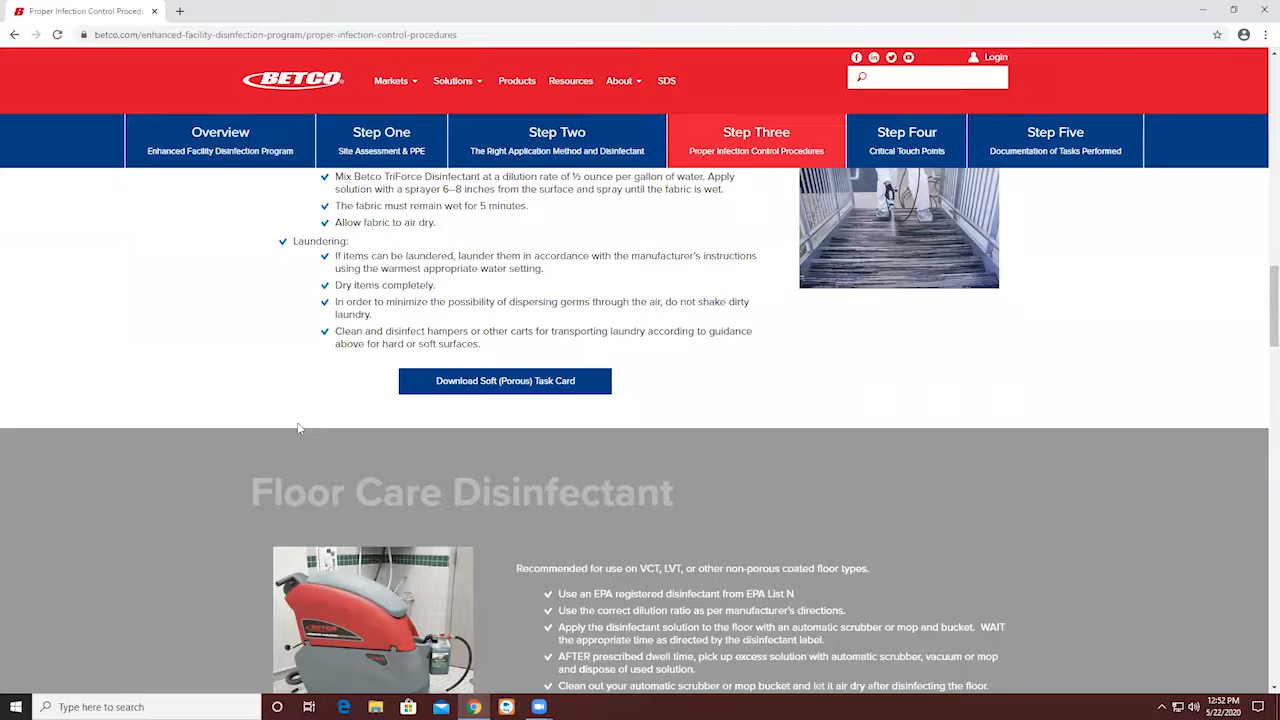 Proper Infection Control Procedu
betco.com/enhanced-facility-disinfection-program/proper-infection-control-procedures
BETCO
Markets
Solutions
Products
Resources
About
SDS
Login
Overview
Enhanced Facility Disinfection Program
Step One
Site Assessment & PPE
Step Two
The Right Application Method and Disinfectant
Step Three
Proper Infection Control Procedures
Step Four
Critical Touch Points
Step Five
Documentation of Tasks Performed
Mix Betco TriForce Disinfectant at a dilution rate of ½ ounce per gallon of water. Apply
solution with a sprayer 6–8 inches from the surface and spray until the fabric is wet.
The fabric must remain wet for 5 minutes.
Allow fabric to air dry.
Laundering:
If items can be laundered, launder them in accordance with the manufacturer's instructions
using the warmest appropriate water setting.
Dry items completely.
In order to minimize the possibility of dispersing germs through the air, do not shake dirty
laundry.
Clean and disinfect hampers or other carts for transporting laundry according to guidance
above for hard or soft surfaces.
Download Soft (Porous) Task Card
Floor Care Disinfectant
BETCO
Recommended for use on VCT, LVT, or other non-porous coated floor types.
Use an EPA registered disinfectant from EPA List N
Use the correct dilution ratio as per manufacturer's directions.
Apply the disinfectant solution to the floor with an automatic scrubber or mop and bucket. WAIT
the appropriate time as directed by the disinfectant label.
AFTER prescribed dwell time, pick up excess solution with automatic scrubber, vacuum or mop
and dispose of used solution.
Clean out your automatic scrubber or mop bucket and let it air dry after disinfecting the floor.
Type here to search
12:52 PM
5/22/2020